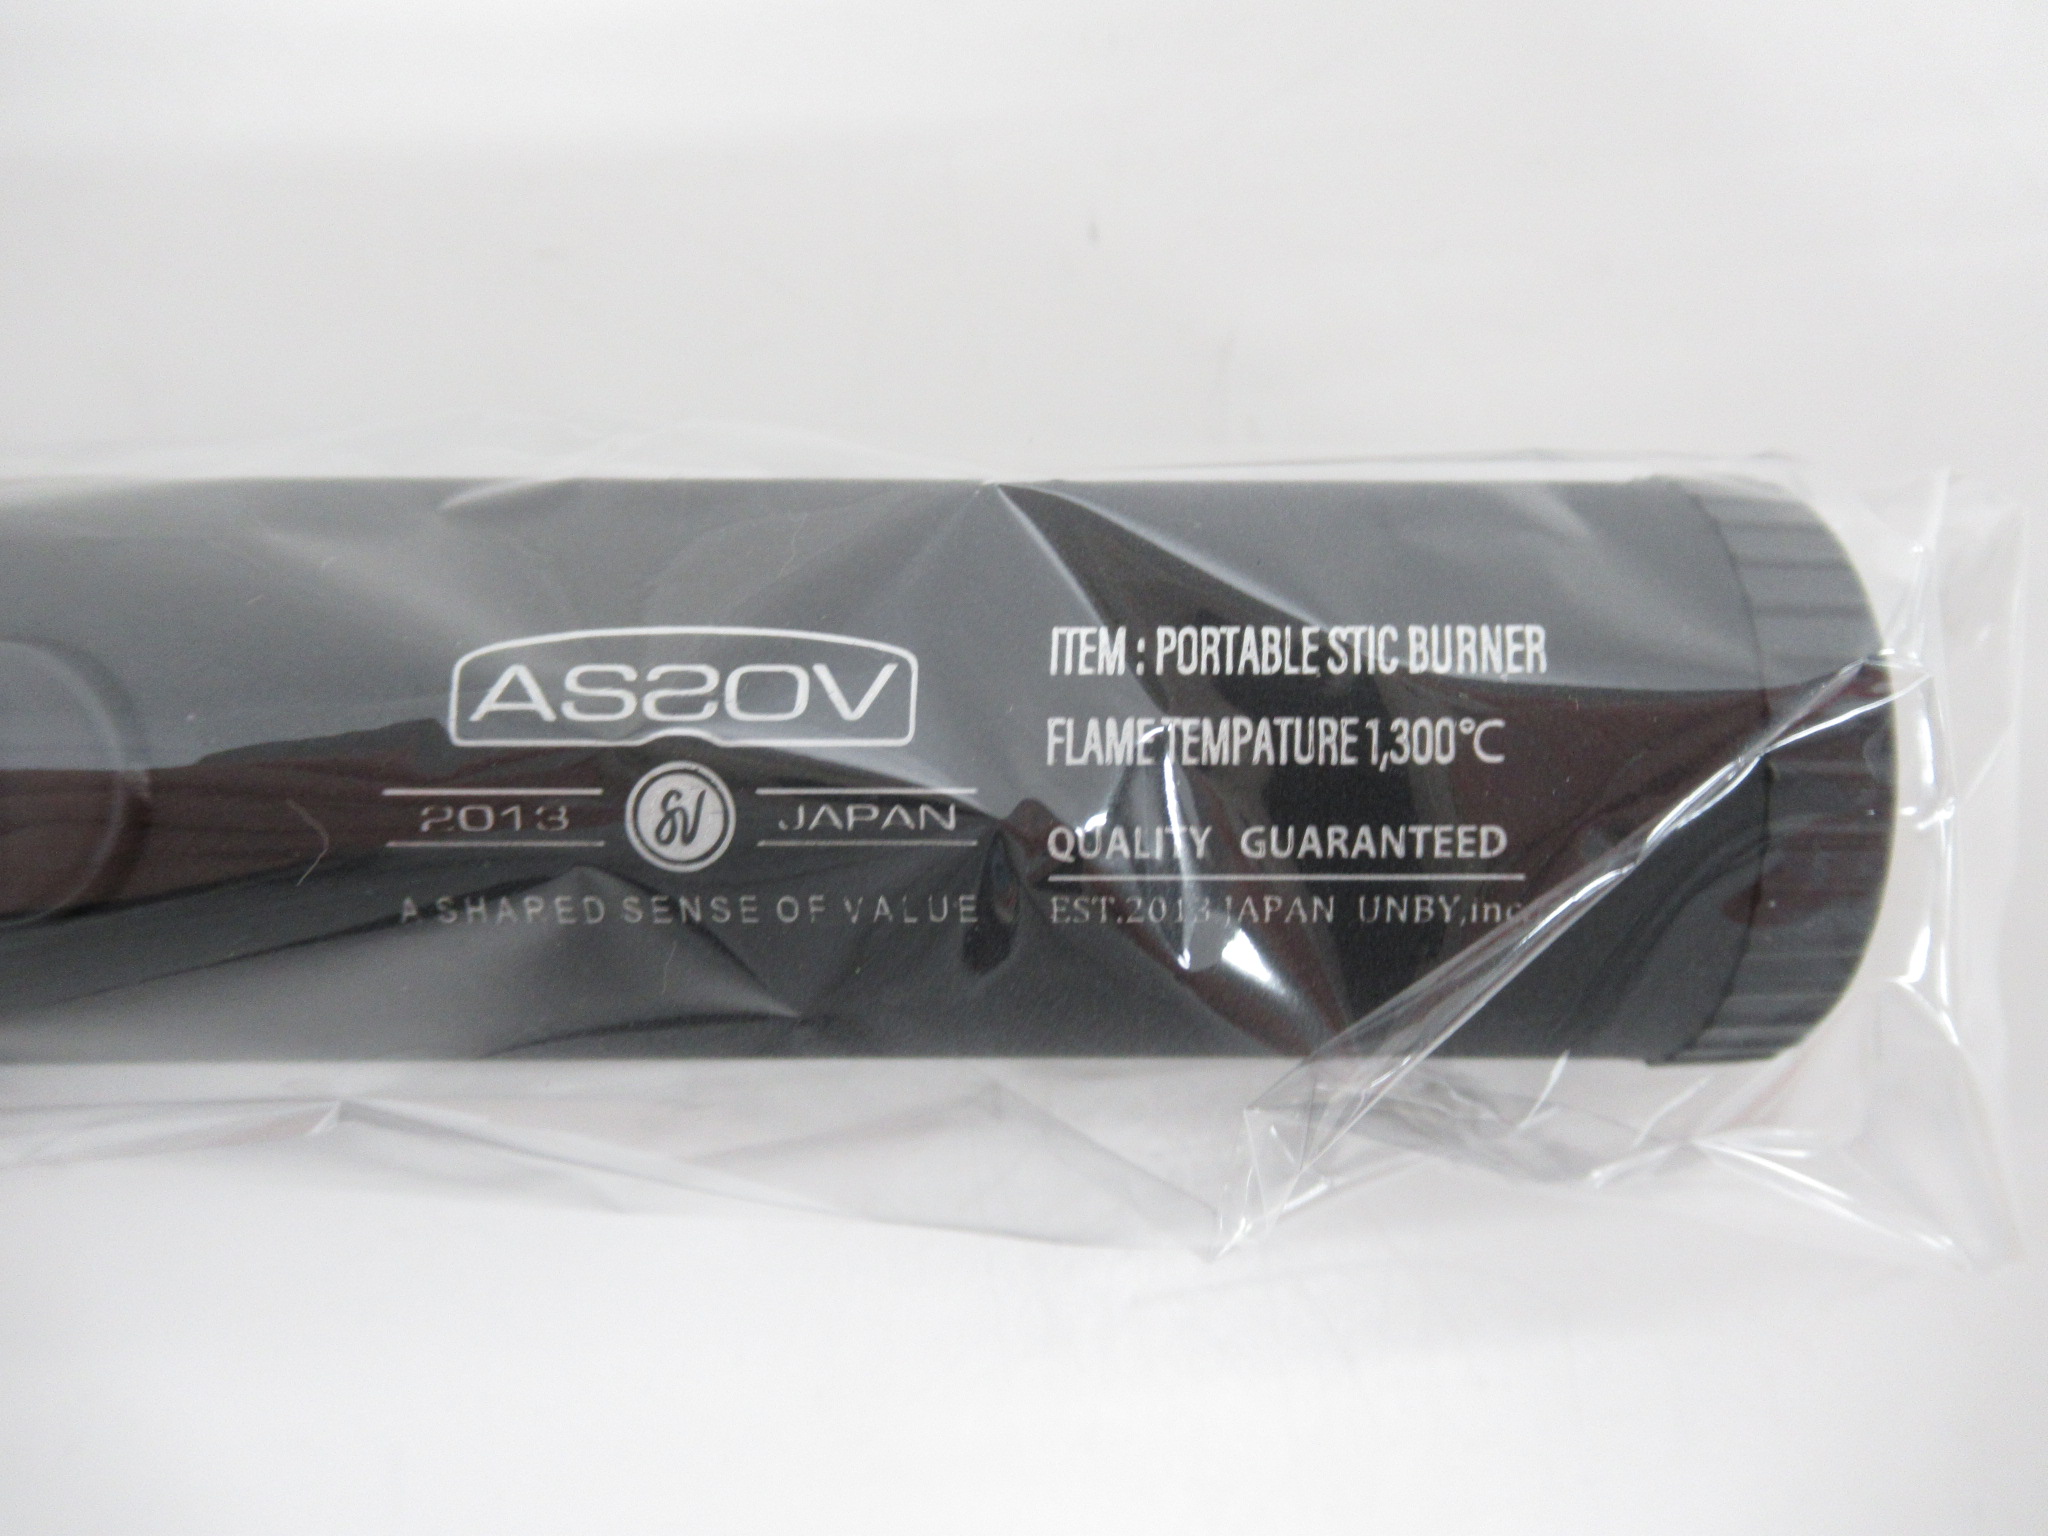 ASSOV
2013
JAPAN
A SHARED SENSE OF VALUE
ITEM : PORTABLE STIC BURNER
FLAME TEMPATURE 1,300℃
QUALITY GUARANTEED
EST.2013 JAPAN UNBY,inc.